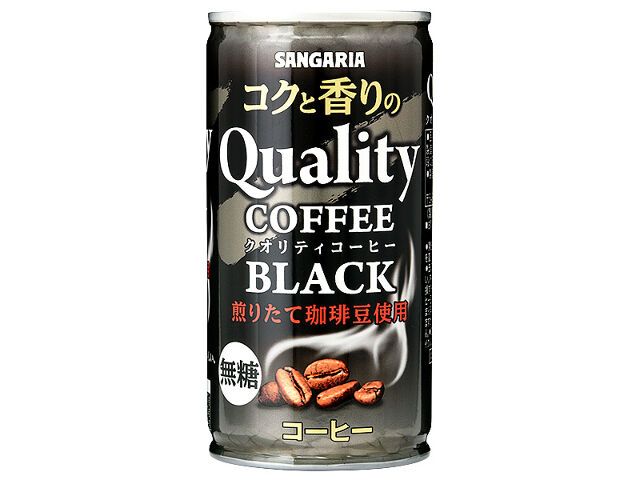 SANGARIA
コクと香りの
Quality
COFFEE
クオリティコーヒー
BLACK
煎りたて珈琲豆使用
無糖
コーヒー